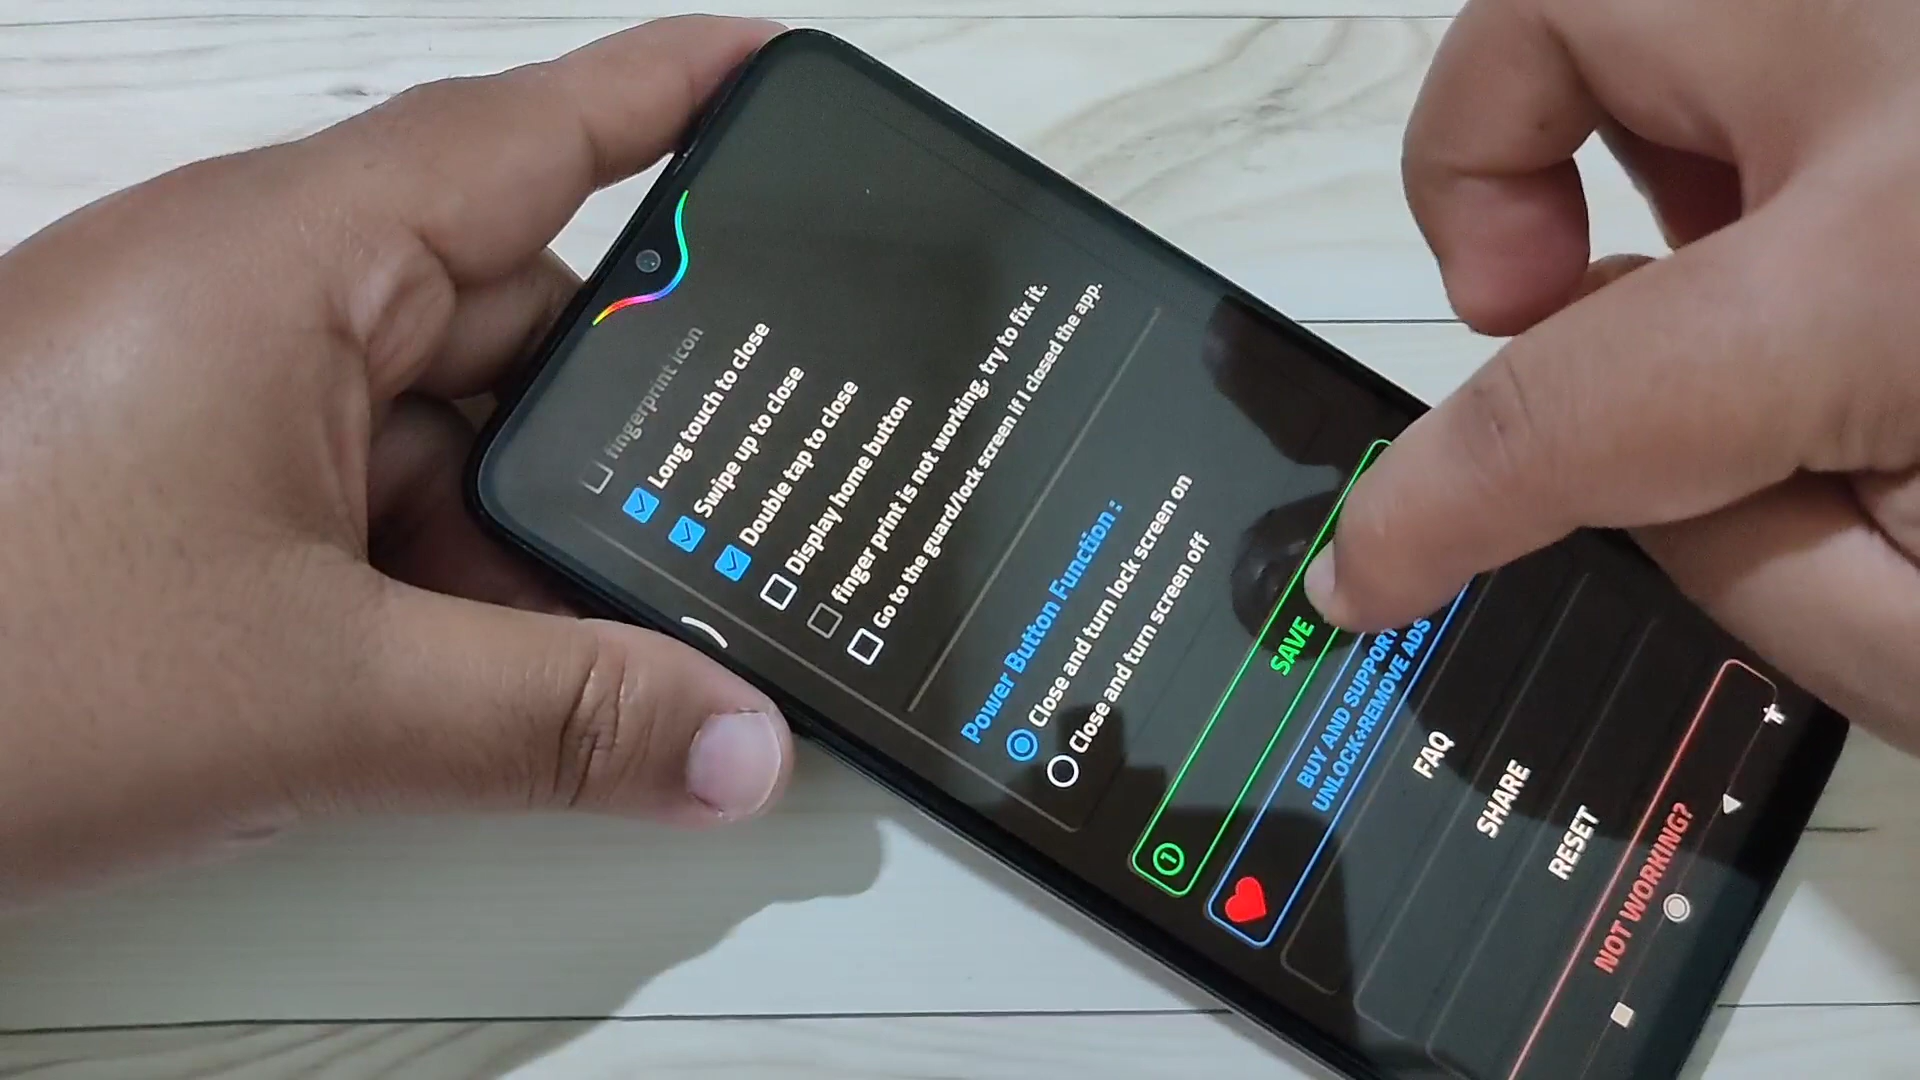 fingerprint icon
Long touch to close
Swipe up to close
Double tap to close
Display home button
finger print is not working, try to fix it.
Go to the guard/lock screen if I closed the app.
Power Button Function :
Close and turn lock screen on
Close and turn screen off
SAVE
BUY AND SUPPORT
UNLOCK+REMOVE ADS
FAQ
SHARE
RESET
NOT WORKING?